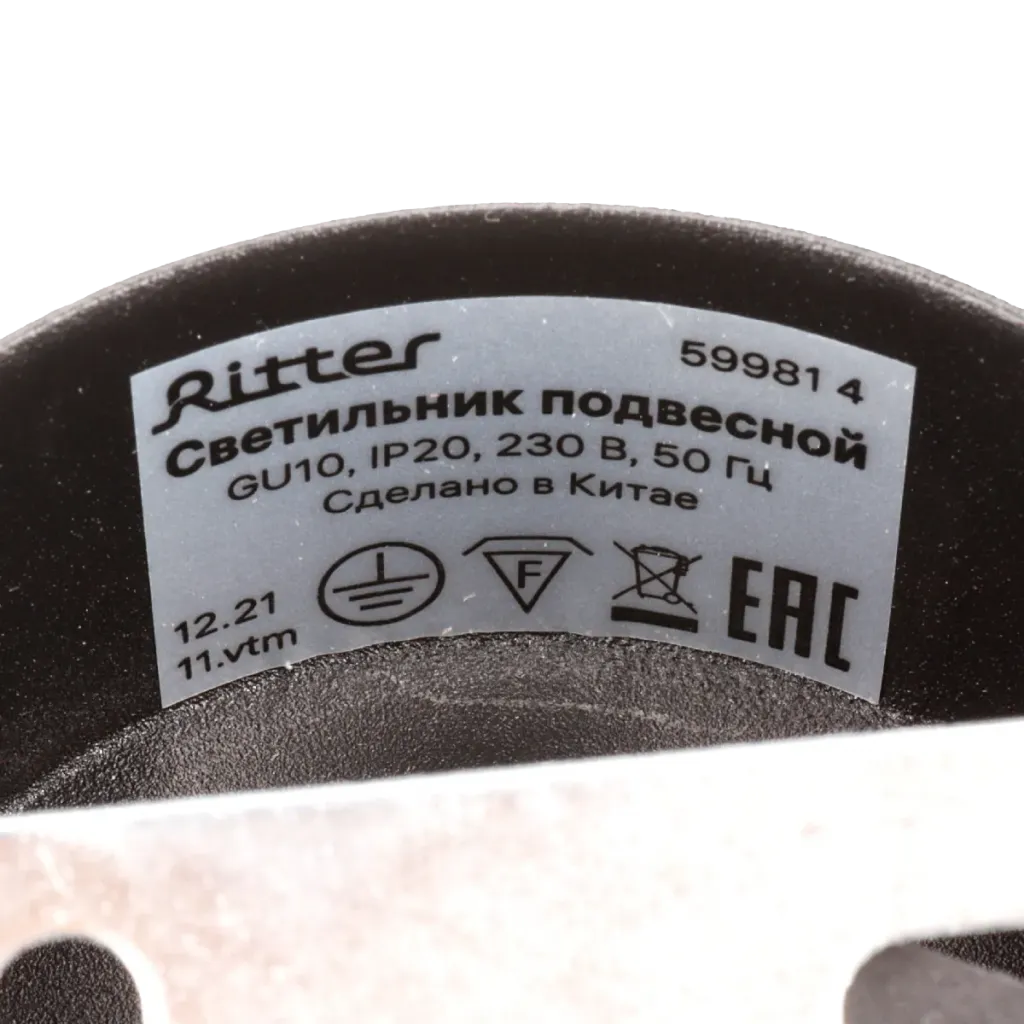 Ritter 59981 4
Светильник подвесной
GU10, IP20, 230 В, 50 Гц
Сделано в Китае
F
EAC
12.21
11.vtm